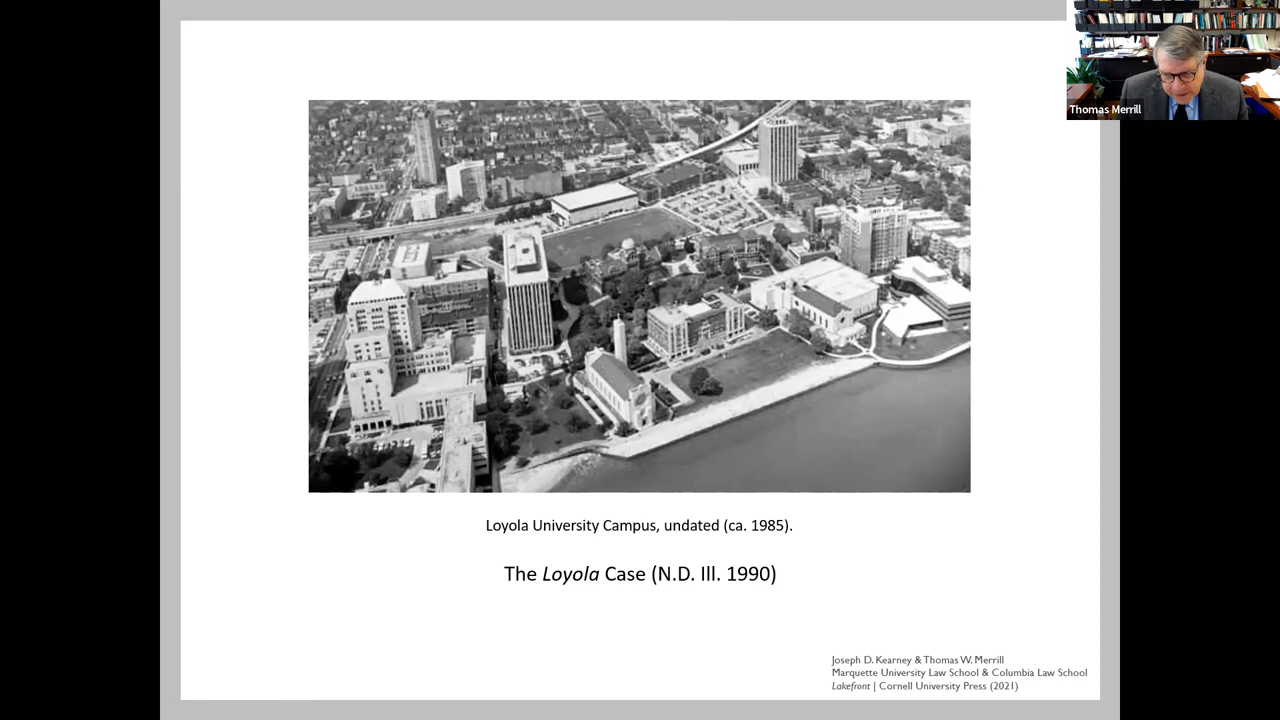 Thomas Merrill
Loyola University Campus, undated (ca. 1985).
The Loyola Case (N.D. Ill. 1990)
Joseph D. Kearney & Thomas W. Merrill
Marquette University Law School & Columbia Law School
Lakefront | Cornell University Press (2021)